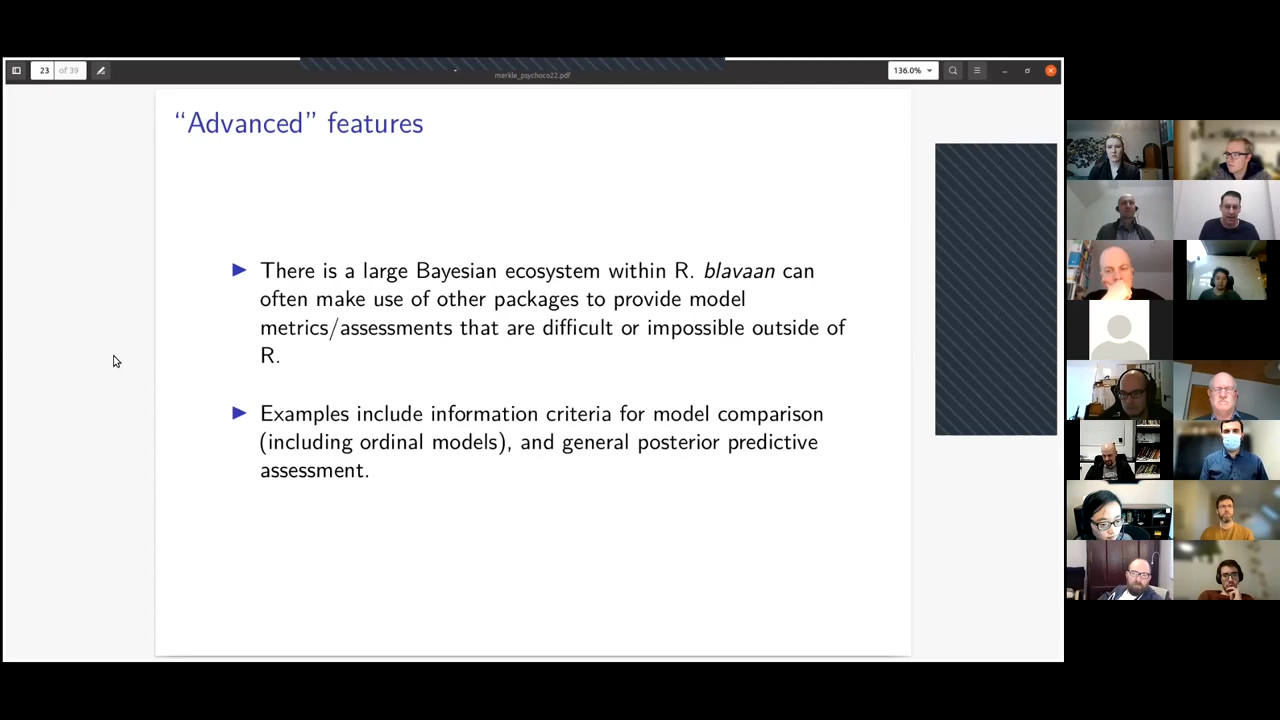 23
of 39
merkle_psychoco22.pdf
136.0%
“Advanced” features
▶ There is a large Bayesian ecosystem within R. blavaan can
often make use of other packages to provide model
metrics/assessments that are difficult or impossible outside of
R.
▶ Examples include information criteria for model comparison
(including ordinal models), and general posterior predictive
assessment.